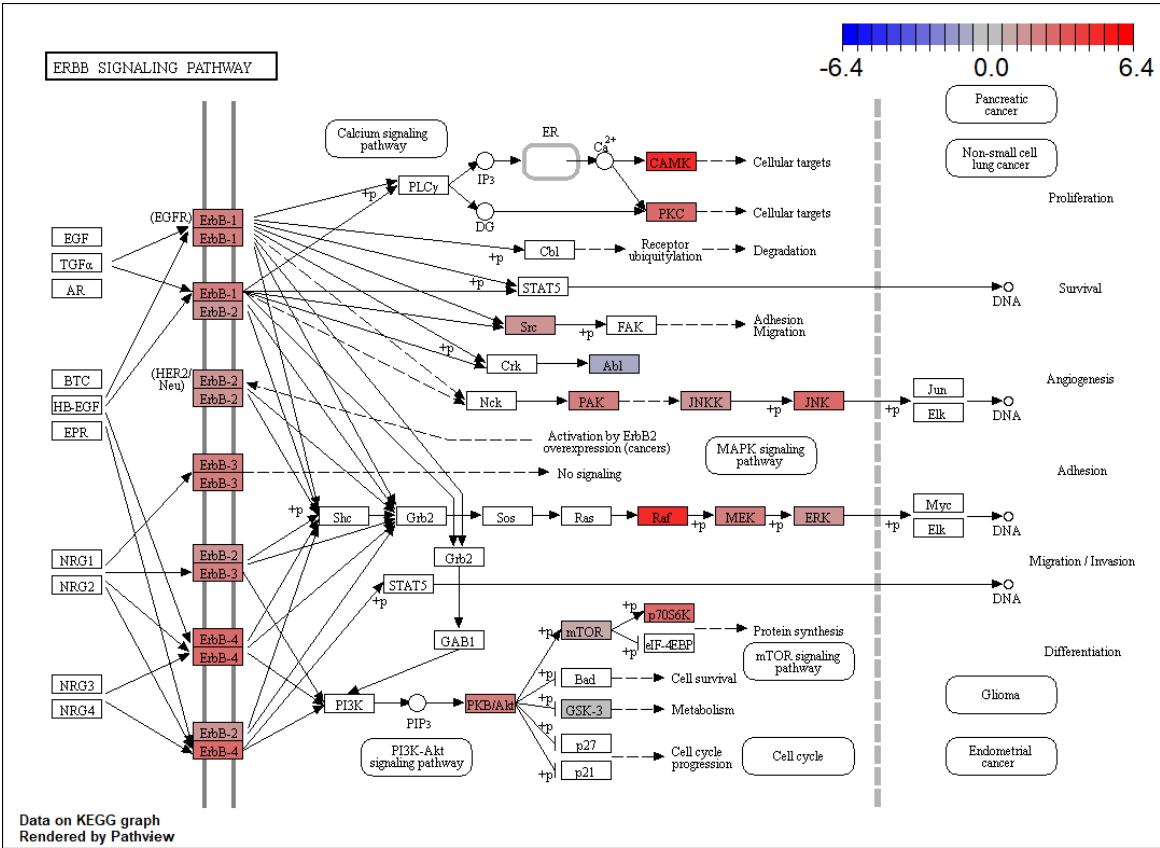 ERBB SIGNALING PATHWAY
-6.4 0.0 6.4
Pancreatic
cancer
Non-small cell
lung cancer
Proliferation
Survival
Angiogenesis
Adhesion
Migration / Invasion
Differentiation
Glioma
Endometrial
cancer
Calcium signaling
pathway
ER
Ca2+
IP3
DG
PLCγ
+p
CAMK
Cellular targets
PKC
Cellular targets
(EGFR)
ErbB-1
ErbB-1
EGF
TGFα
AR
Cbl
+p
Receptor
ubiquitylation
Degradation
ErbB-1
ErbB-2
STAT5
+p
DNA
Src
+p
FAK
Adhesion
Migration
+p
Crk
Abl
BTC
HB-EGF
EPR
(HER2/
Neu)
ErbB-2
ErbB-2
Nck
PAK
JNKK
+p
JNK
+p
Jun
Elk
DNA
Activation by ErbB2
overexpression (cancers)
MAPK signaling
pathway
ErbB-3
ErbB-3
No signaling
+p
Shc
Grb2
Sos
Ras
Raf
+p
MEK
+p
ERK
+p
Myc
Elk
DNA
NRG1
NRG2
ErbB-2
ErbB-3
Grb2
STAT5
+p
DNA
ErbB-4
ErbB-4
GAB1
+p
mTOR
+p
p70S6K
+p
eIF-4EBP
Protein synthesis
mTOR signaling
pathway
NRG3
NRG4
ErbB-2
ErbB-4
PI3K
PIP3
PKB/Akt
+p
Bad
Cell survival
+p
GSK-3
Metabolism
+p
p27
+p
p21
Cell cycle
progression
Cell cycle
PI3K-Akt
signaling pathway
Data on KEGG graph
Rendered by Pathview